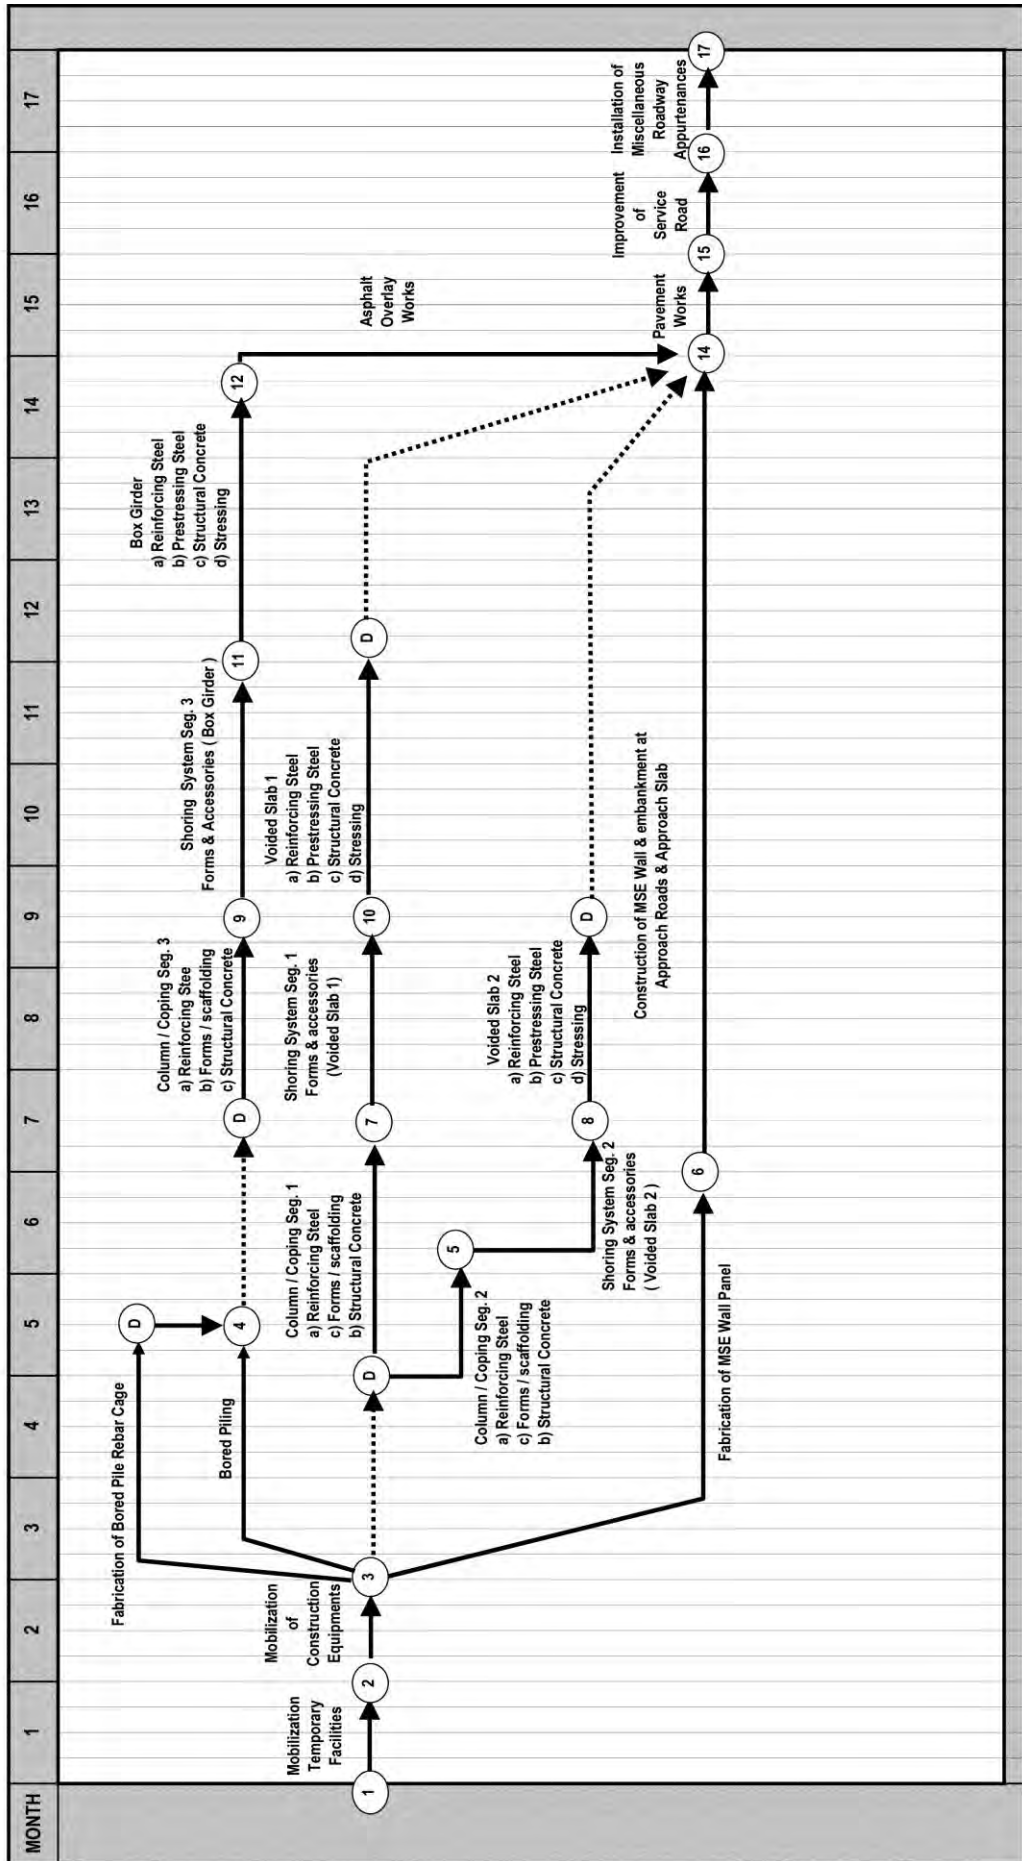 MONTH
1
2
3
4
5
6
7
8
9
10
11
12
13
14
15
16
17
Fabrication of Bored Pile Rebar Cage
D
Bored Piling
4
D
Column / Coping Seg. 3
a) Reinforcing Stee
b) Forms / scaffolding
c) Structural Concrete
9
Shoring System Seg. 3
Forms & Accessories ( Box Girder )
11
Box Girder
a) Reinforcing Steel
b) Prestressing Steel
c) Structural Concrete
d) Stressing
12
Asphalt
Overlay
Works
1
Mobilization
Temporary
Facilities
2
Mobilization
of
Construction
Equipments
3
D
Column / Coping Seg. 1
a) Reinforcing Steel
c) Forms / scaffolding
b) Structural Concrete
7
Shoring System Seg. 1
Forms & accessories
(Voided Slab 1)
10
Voided Slab 1
a) Reinforcing Steel
b) Prestressing Steel
c) Structural Concrete
d) Stressing
D
Column / Coping Seg. 2
a) Reinforcing Steel
c) Forms / scaffolding
b) Structural Concrete
5
Shoring System Seg. 2
Forms & accessories
( Voided Slab 2 )
8
Voided Slab 2
a) Reinforcing Steel
b) Prestressing Steel
c) Structural Concrete
d) Stressing
D
Fabrication of MSE Wall Panel
6
Construction of MSE Wall & embankment at
Approach Roads & Approach Slab
14
Pavement
Works
15
Improvement
of
Service
Road
16
Installation of
Miscellaneous
Roadway
Appurtenances
17